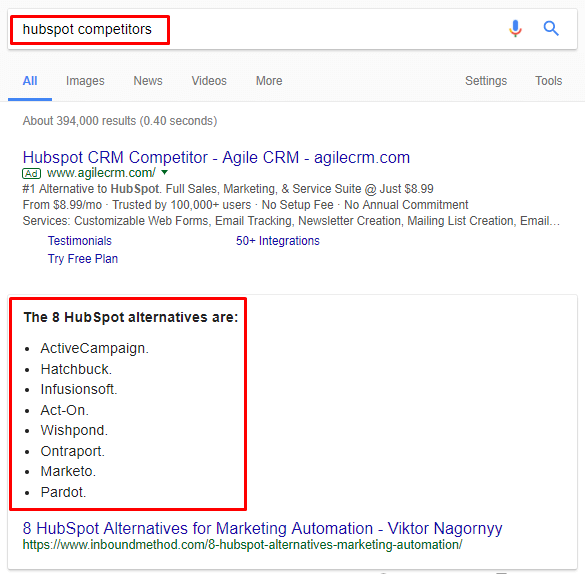 hubspot competitors
All Images News Videos More Settings Tools
About 394,000 results (0.40 seconds)
Hubspot CRM Competitor - Agile CRM - agilecrm.com
Ad www.agilecrm.com/
#1 Alternative to HubSpot. Full Sales, Marketing, & Service Suite @ Just $8.99
From $8.99/mo · Trusted by 100,000+ users · No Setup Fee · No Annual Commitment
Services: Customizable Web Forms, Email Tracking, Newsletter Creation, Mailing List Creation, Email...
Testimonials 50+ Integrations
Try Free Plan
The 8 HubSpot alternatives are:
• ActiveCampaign.
• Hatchbuck.
• Infusionsoft.
• Act-On.
• Wishpond.
• Ontraport.
• Marketo.
• Pardot.
8 HubSpot Alternatives for Marketing Automation - Viktor Nagornyy
https://www.inboundmethod.com/8-hubspot-alternatives-marketing-automation/